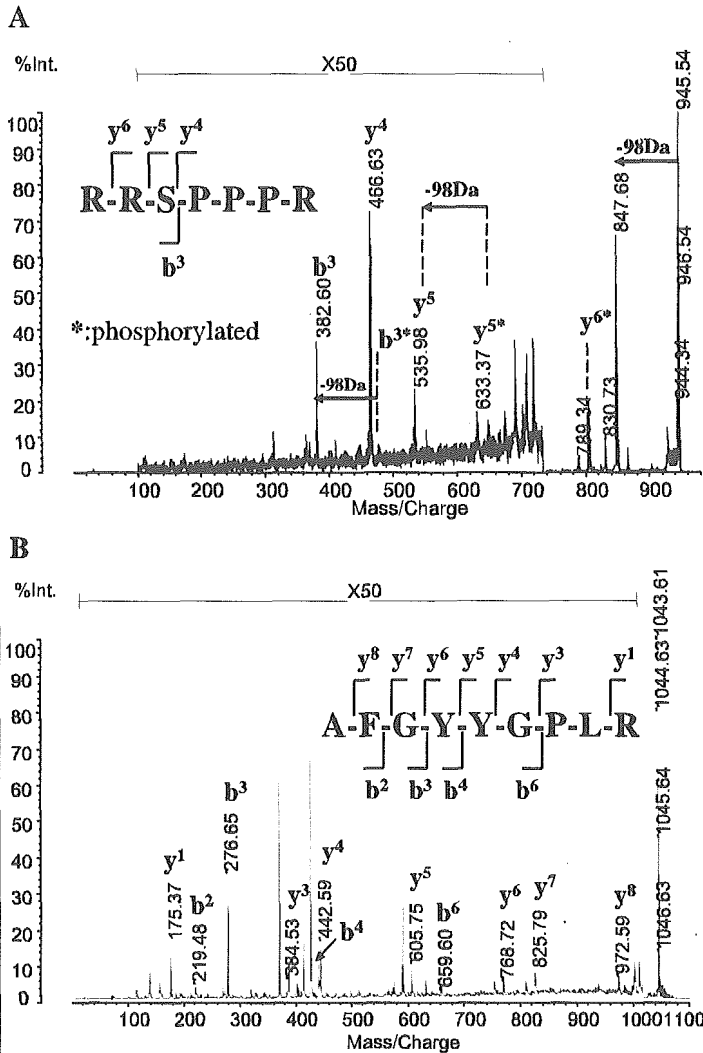 A
%Int.
X50
100
90
80
70
60
50
40
30
20
10
0
y6 y5 y4
R-R-S-P-P-P-R
b3
*:phosphorylated
b3
382.60
-98Da
y4
466.63
b3*
-98Da
y5
535.98
y5*
633.37
y6*
789.34
830.73
847.68
-98Da
944.34
945.54
946.54
100 200 300 400 500 600 700 800 900
Mass/Charge
B
%Int.
X50
100
90
80
70
60
50
40
30
20
10
0
y8 y7 y6 y5 y4 y3 y1
A-F-G-Y-Y-G-P-L-R
b2 b3 b4 b6
y1
175.37
b2
219.48
b3
276.65
y3
384.53
b4
y4
442.59
y5
605.75
b6
659.60
y6
768.72
y7
825.79
y8
972.59
1043.61
1044.63
1045.64
1046.63
100 200 300 400 500 600 700 800 900 1000 1100
Mass/Charge